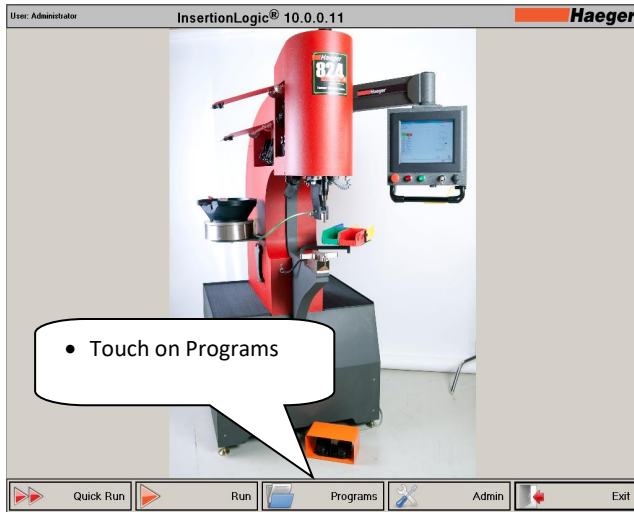 User: Administrator
InsertionLogic® 10.0.0.11
Haeger
Haeger
824
Haeger
• Touch on Programs
Quick Run
Run
Programs
Admin
Exit